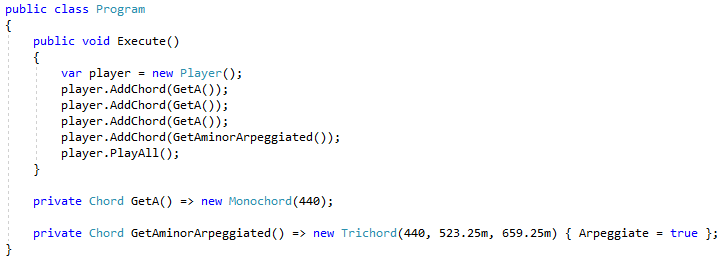 public class Program
{
    public void Execute()
    {
        var player = new Player();
        player.AddChord(GetA());
        player.AddChord(GetA());
        player.AddChord(GetA());
        player.AddChord(GetAminorArpeggiated());
        player.PlayAll();
    }
    private Chord GetA() => new Monochord(440);
    private Chord GetAminorArpeggiated() => new Trichord(440, 523.25m, 659.25m) { Arpeggiate = true };
}